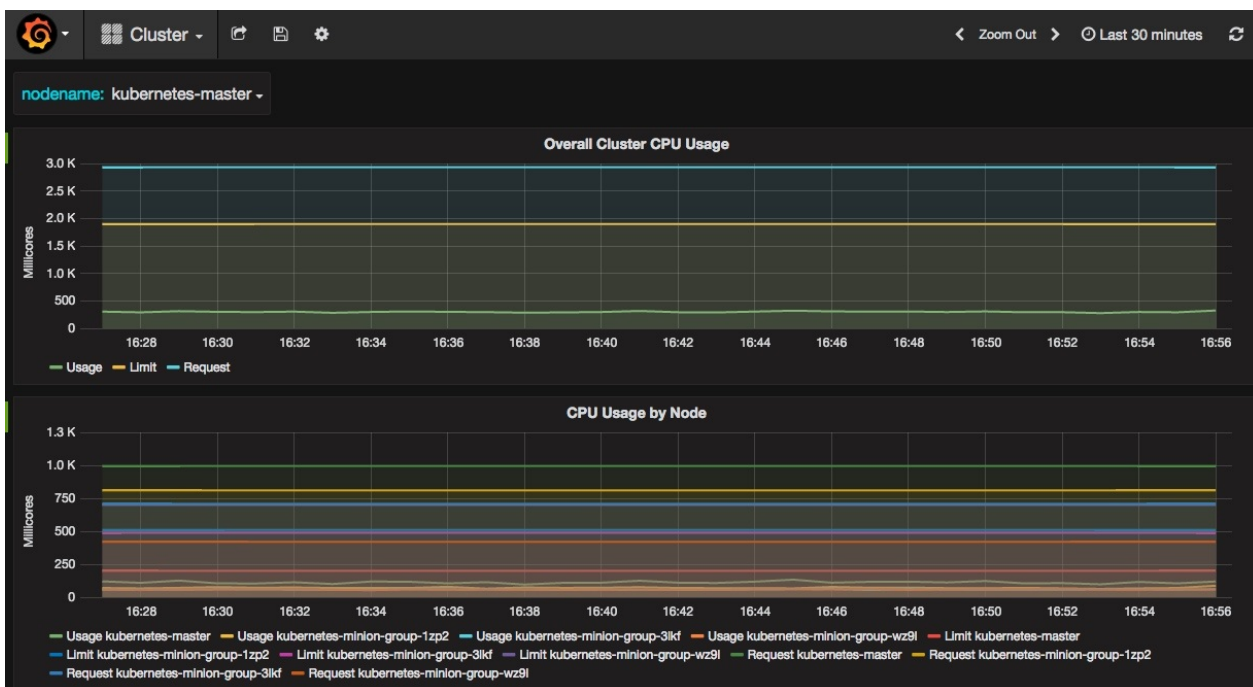 Cluster
Zoom Out Last 30 minutes
nodename: kubernetes-master
Overall Cluster CPU Usage
3.0 K
2.5 K
2.0 K
1.5 K
1.0 K
500
0
Millicores
16:28 16:30 16:32 16:34 16:36 16:38 16:40 16:42 16:44 16:46 16:48 16:50 16:52 16:54 16:56
Usage Limit Request
CPU Usage by Node
1.3 K
1.0 K
750
500
250
0
Millicores
16:28 16:30 16:32 16:34 16:36 16:38 16:40 16:42 16:44 16:46 16:48 16:50 16:52 16:54 16:56
Usage kubernetes-master Usage kubernetes-minion-group-1zp2 Usage kubernetes-minion-group-3lkf Usage kubernetes-minion-group-wz9l Limit kubernetes-master
Limit kubernetes-minion-group-1zp2 Limit kubernetes-minion-group-3lkf Limit kubernetes-minion-group-wz9l Request kubernetes-master Request kubernetes-minion-group-1zp2
Request kubernetes-minion-group-3lkf Request kubernetes-minion-group-wz9l